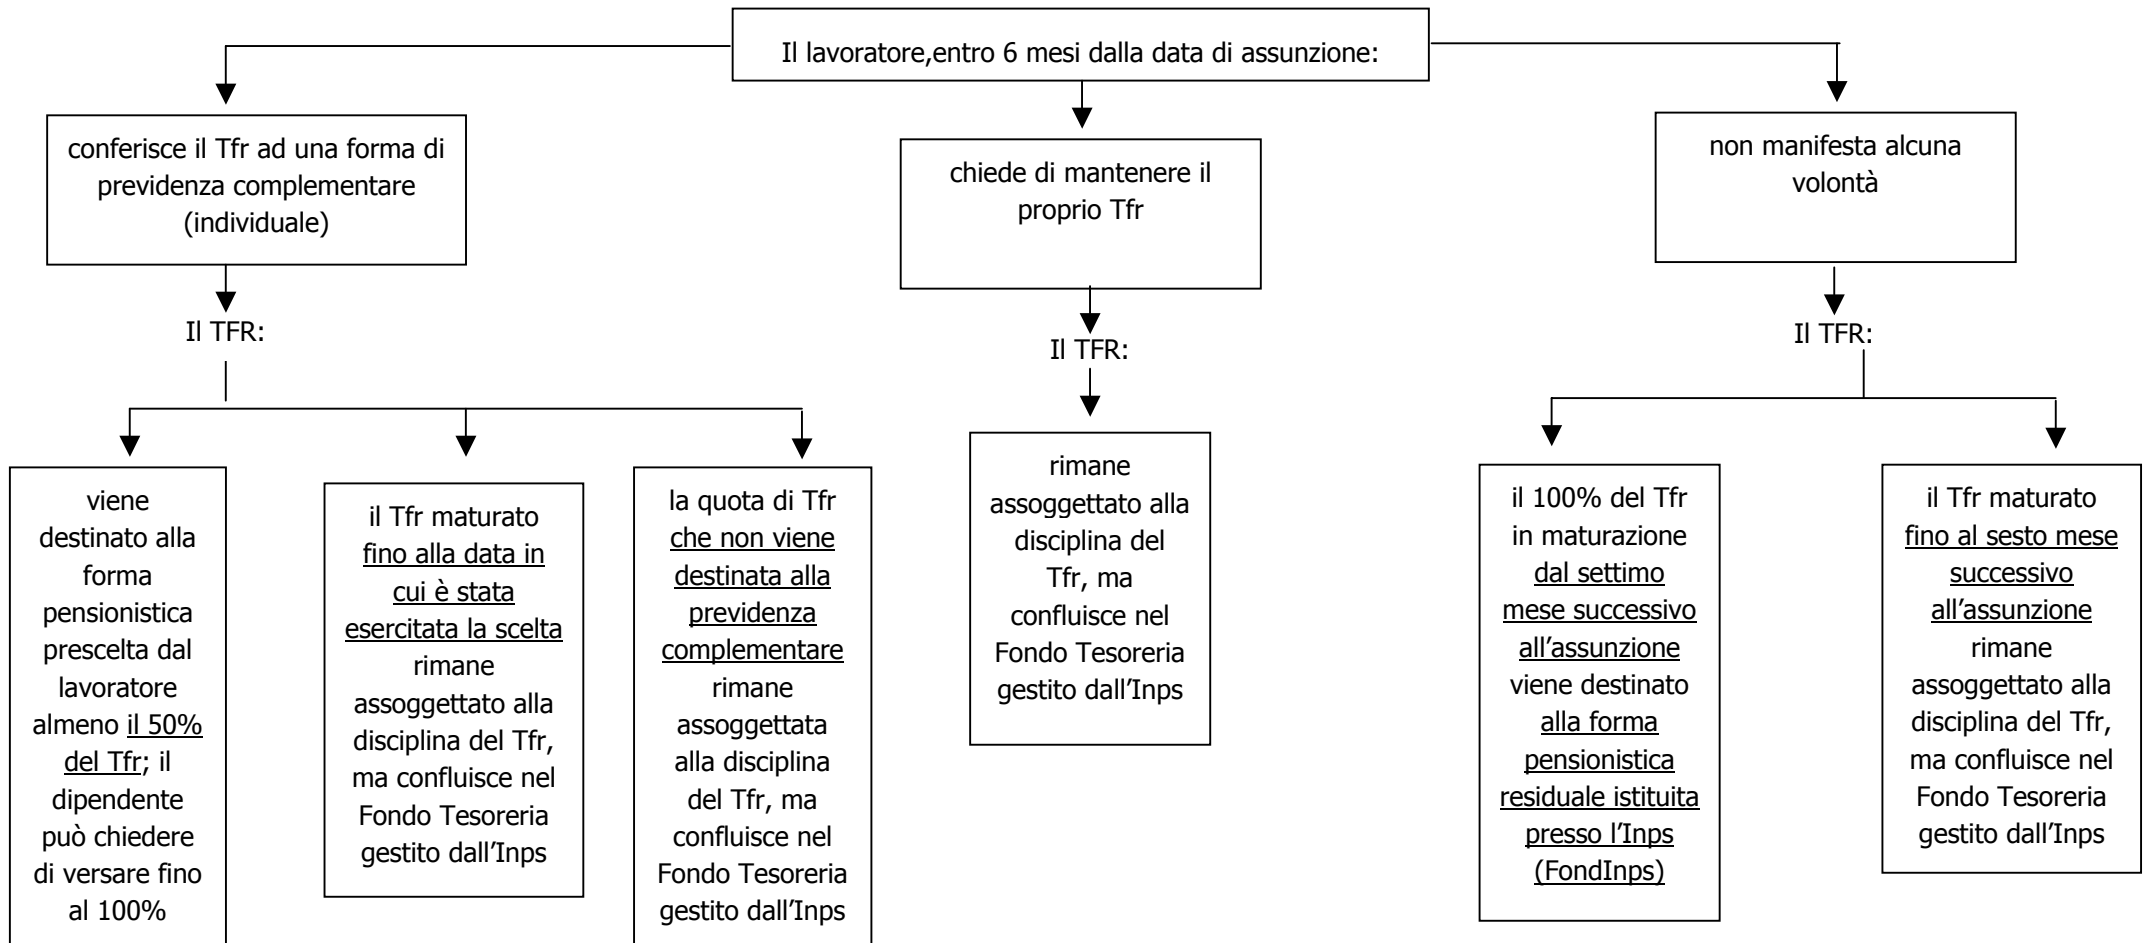 Il lavoratore,entro 6 mesi dalla data di assunzione:
conferisce il Tfr ad una forma di
previdenza complementare
(individuale)
chiede di mantenere il
proprio Tfr
non manifesta alcuna
volontà
Il TFR:
Il TFR:
Il TFR:
viene
destinato alla
forma
pensionistica
prescelta dal
lavoratore
almeno il 50%
del Tfr; il
dipendente
può chiedere
di versare fino
al 100%
il Tfr maturato
fino alla data in
cui è stata
esercitata la scelta
rimane
assoggettato alla
disciplina del Tfr,
ma confluisce nel
Fondo Tesoreria
gestito dall'Inps
la quota di Tfr
che non viene
destinata alla
previdenza
complementare
rimane
assoggettata
alla disciplina
del Tfr, ma
confluisce nel
Fondo Tesoreria
gestito dall'Inps
rimane
assoggettato alla
disciplina del
Tfr, ma
confluisce nel
Fondo Tesoreria
gestito dall'Inps
il 100% del Tfr
in maturazione
dal settimo
mese successivo
all'assunzione
viene destinato
alla forma
pensionistica
residuale istituita
presso l'Inps
(FondInps)
il Tfr maturato
fino al sesto mese
successivo
all'assunzione
rimane
assoggettato alla
disciplina del Tfr,
ma confluisce nel
Fondo Tesoreria
gestito dall'Inps